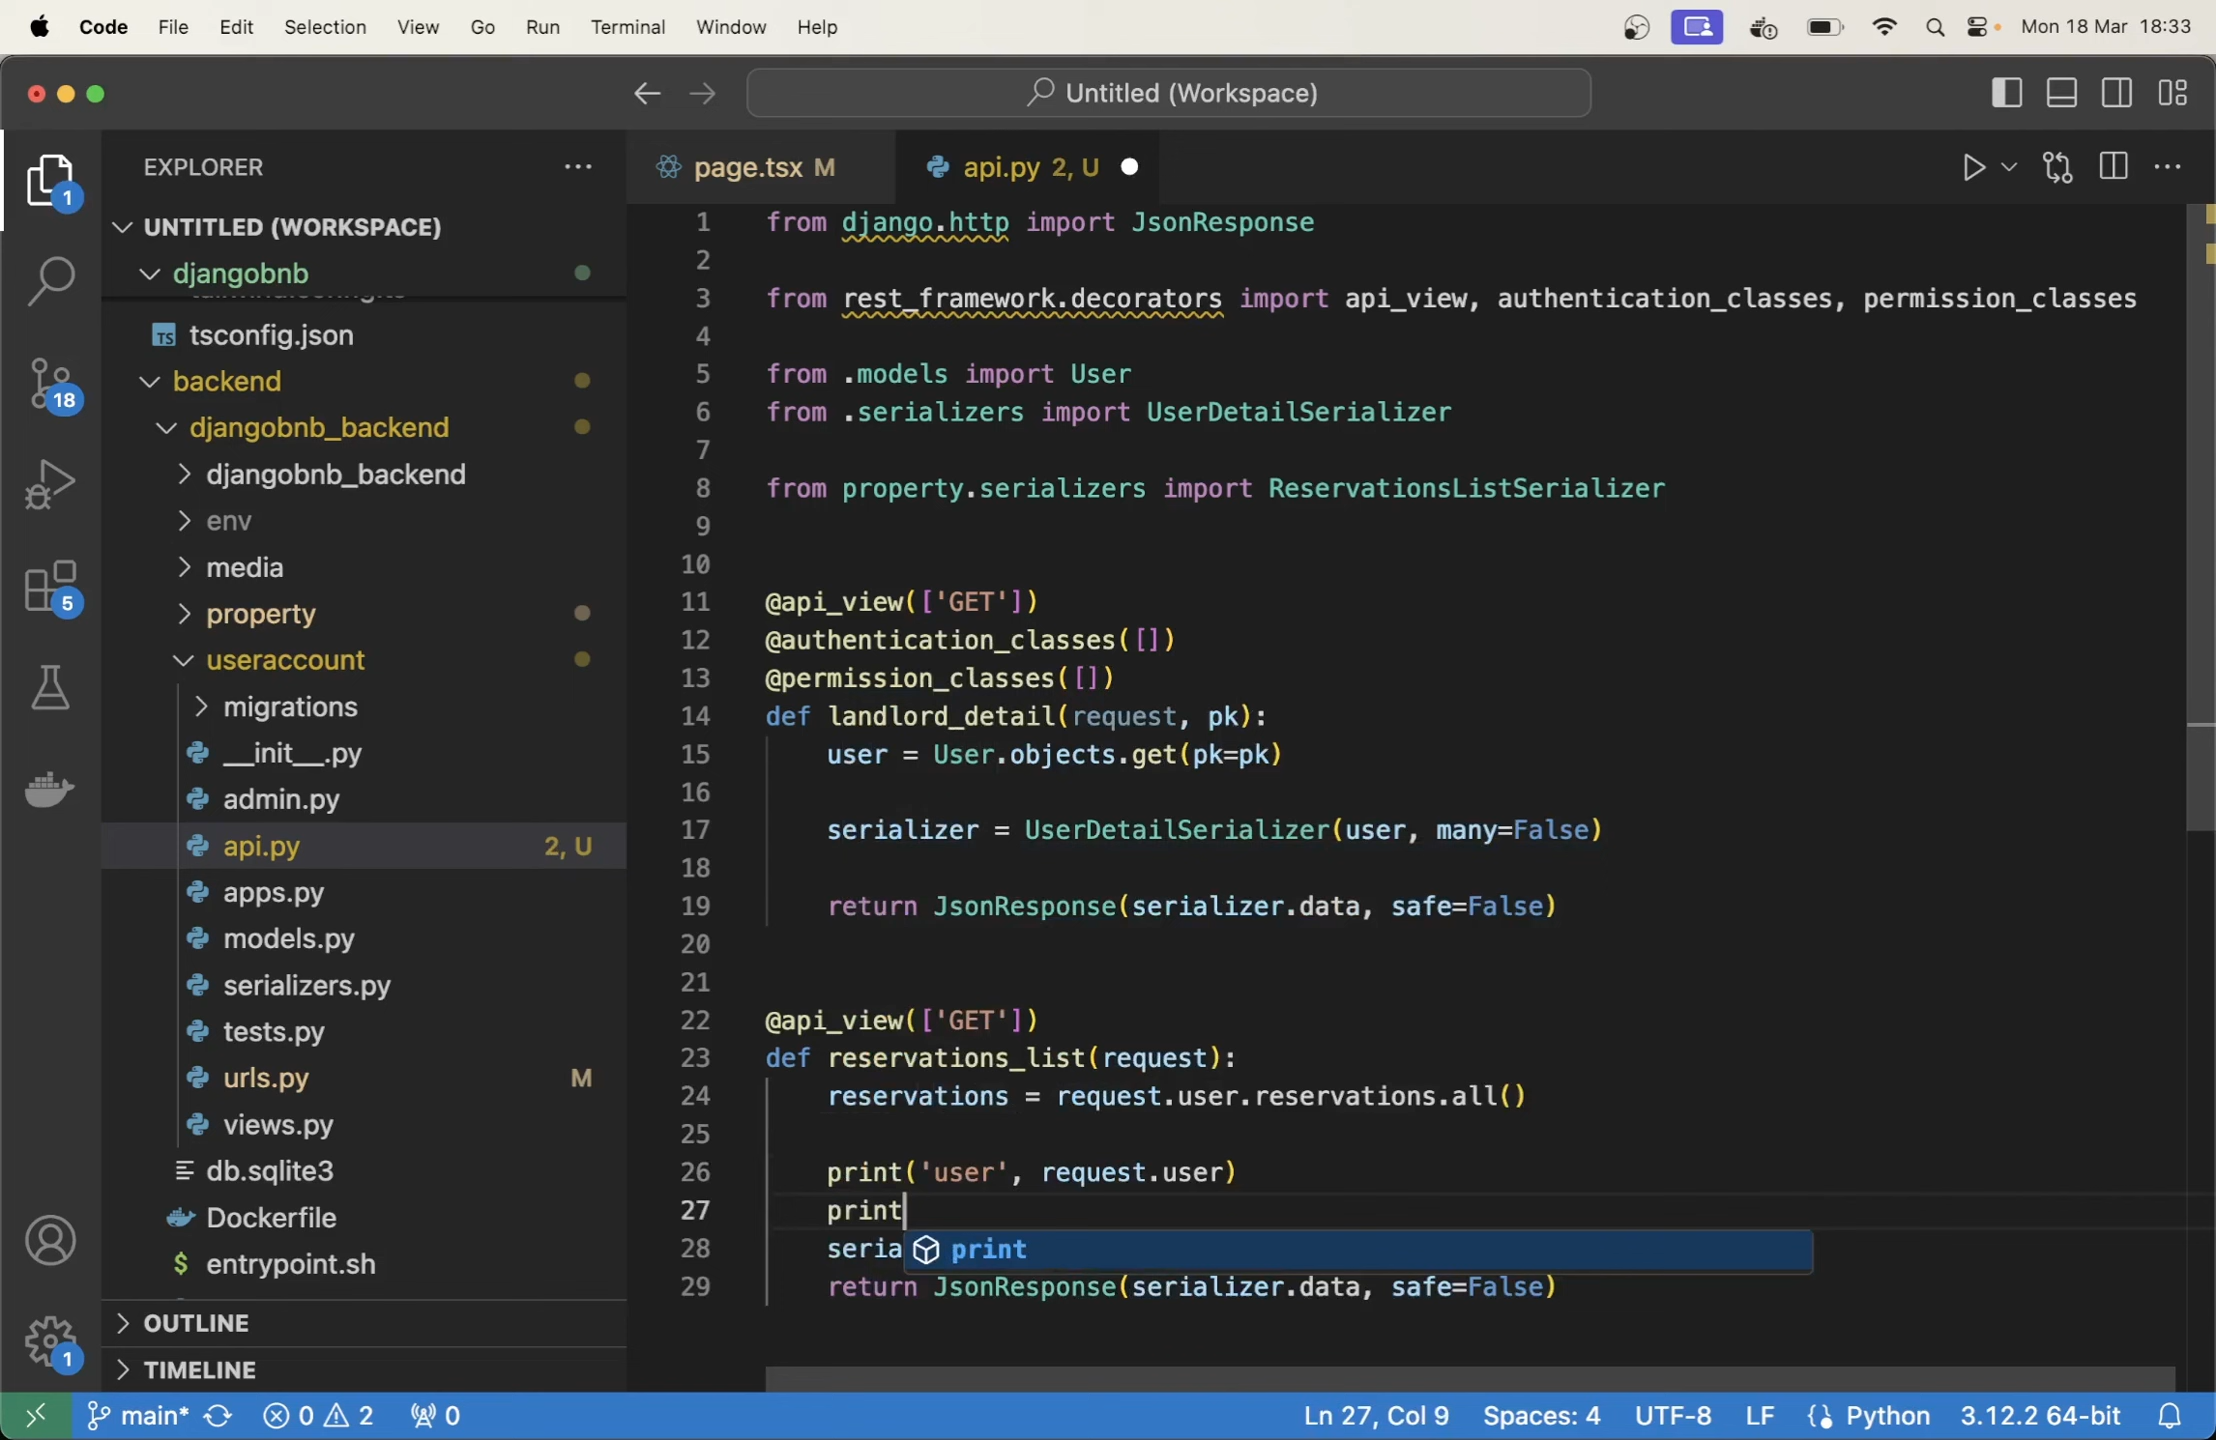 Code File Edit Selection View Go Run Terminal Window Help Mon 18 Mar 18:33
Untitled (Workspace)
EXPLORER
UNTITLED (WORKSPACE)
djangobnb
tsconfig.json
backend
djangobnb_backend
djangobnb_backend
env
media
property
useraccount
migrations
__init__.py
admin.py
api.py 2, U
apps.py
models.py
serializers.py
tests.py
urls.py M
views.py
db.sqlite3
Dockerfile
entrypoint.sh
OUTLINE
TIMELINE
1
18
5
1
page.tsx M api.py 2, U
1 from django.http import JsonResponse
2
3 from rest_framework.decorators import api_view, authentication_classes, permission_classes
4
5 from .models import User
6 from .serializers import UserDetailSerializer
7
8 from property.serializers import ReservationsListSerializer
9
10
11 @api_view(['GET'])
12 @authentication_classes([])
13 @permission_classes([])
14 def landlord_detail(request, pk):
15 user = User.objects.get(pk=pk)
16
17 serializer = UserDetailSerializer(user, many=False)
18
19 return JsonResponse(serializer.data, safe=False)
20
21
22 @api_view(['GET'])
23 def reservations_list(request):
24 reservations = request.user.reservations.all()
25
26 print('user', request.user)
27 print
28 seria print
29 return JsonResponse(serializer.data, safe=False)
main* 0 2 0 Ln 27, Col 9 Spaces: 4 UTF-8 LF Python 3.12.2 64-bit